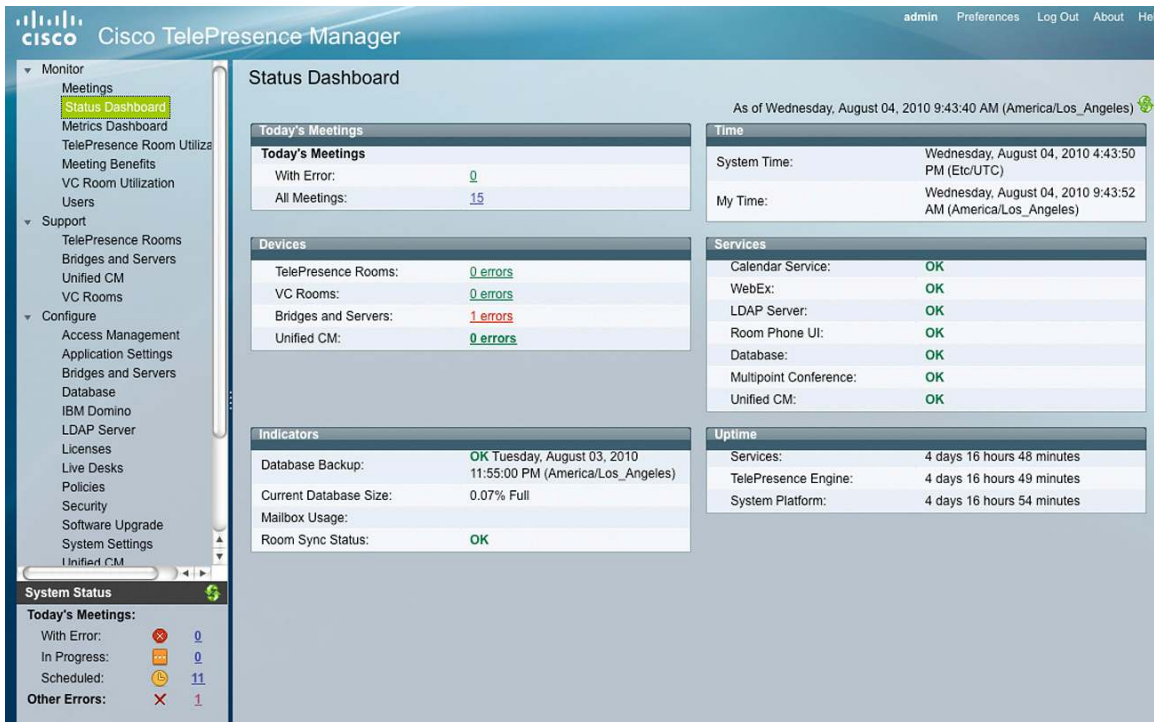 CISCO
Cisco TelePresence Manager
admin Preferences Log Out About He
Monitor
Meetings
Status Dashboard
Metrics Dashboard
TelePresence Room Utiliza
Meeting Benefits
VC Room Utilization
Users
Support
TelePresence Rooms
Bridges and Servers
Unified CM
VC Rooms
Configure
Access Management
Application Settings
Bridges and Servers
Database
IBM Domino
LDAP Server
Licenses
Live Desks
Policies
Security
Software Upgrade
System Settings
Unified CM
System Status
Today's Meetings:
With Error: 0
In Progress: 0
Scheduled: 11
Other Errors: 1
Status Dashboard
As of Wednesday, August 04, 2010 9:43:40 AM (America/Los_Angeles)
Today's Meetings
Today's Meetings
With Error: 0
All Meetings: 15
Time
System Time: Wednesday, August 04, 2010 4:43:50
PM (Etc/UTC)
My Time: Wednesday, August 04, 2010 9:43:52
AM (America/Los_Angeles)
Devices
TelePresence Rooms: 0 errors
VC Rooms: 0 errors
Bridges and Servers: 1 errors
Unified CM: 0 errors
Services
Calendar Service: OK
WebEx: OK
LDAP Server: OK
Room Phone UI: OK
Database: OK
Multipoint Conference: OK
Unified CM: OK
Indicators
Database Backup: OK Tuesday, August 03, 2010
11:55:00 PM (America/Los_Angeles)
Current Database Size: 0.07% Full
Mailbox Usage:
Room Sync Status: OK
Uptime
Services: 4 days 16 hours 48 minutes
TelePresence Engine: 4 days 16 hours 49 minutes
System Platform: 4 days 16 hours 54 minutes